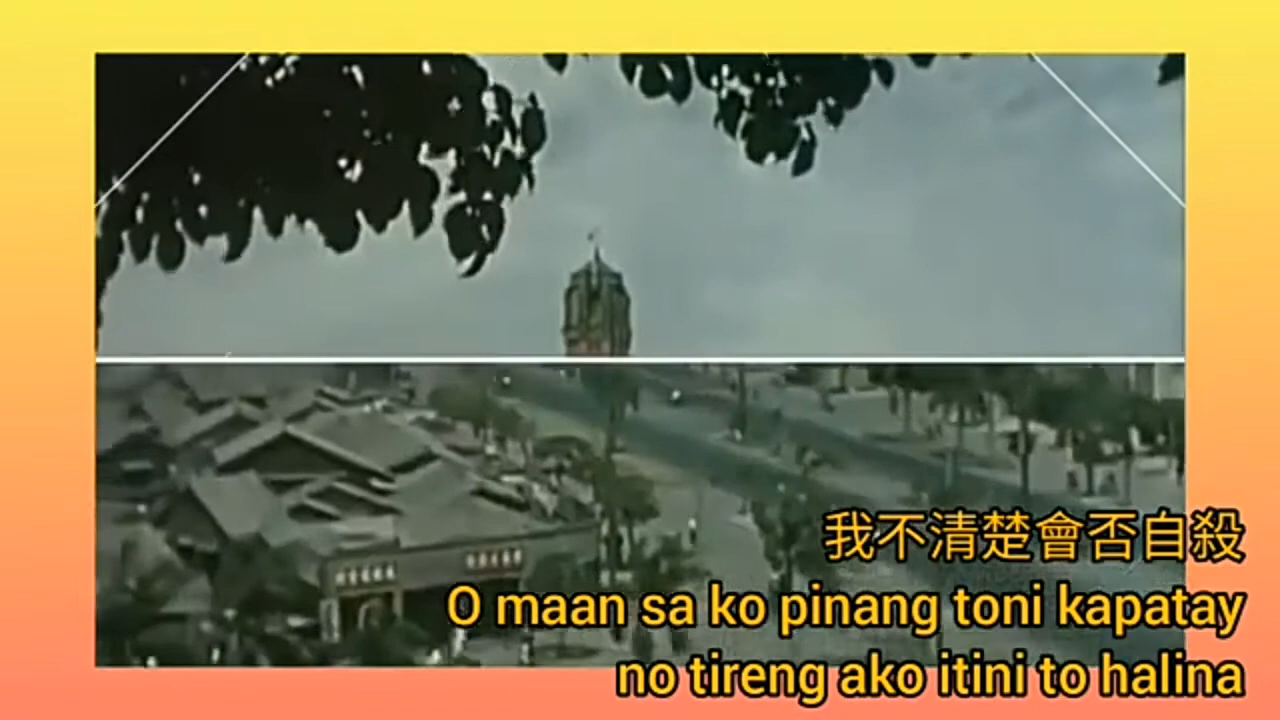 我不清楚會否自殺
O maan sa ko pinang toni kapatay
no tireng ako itini to halina